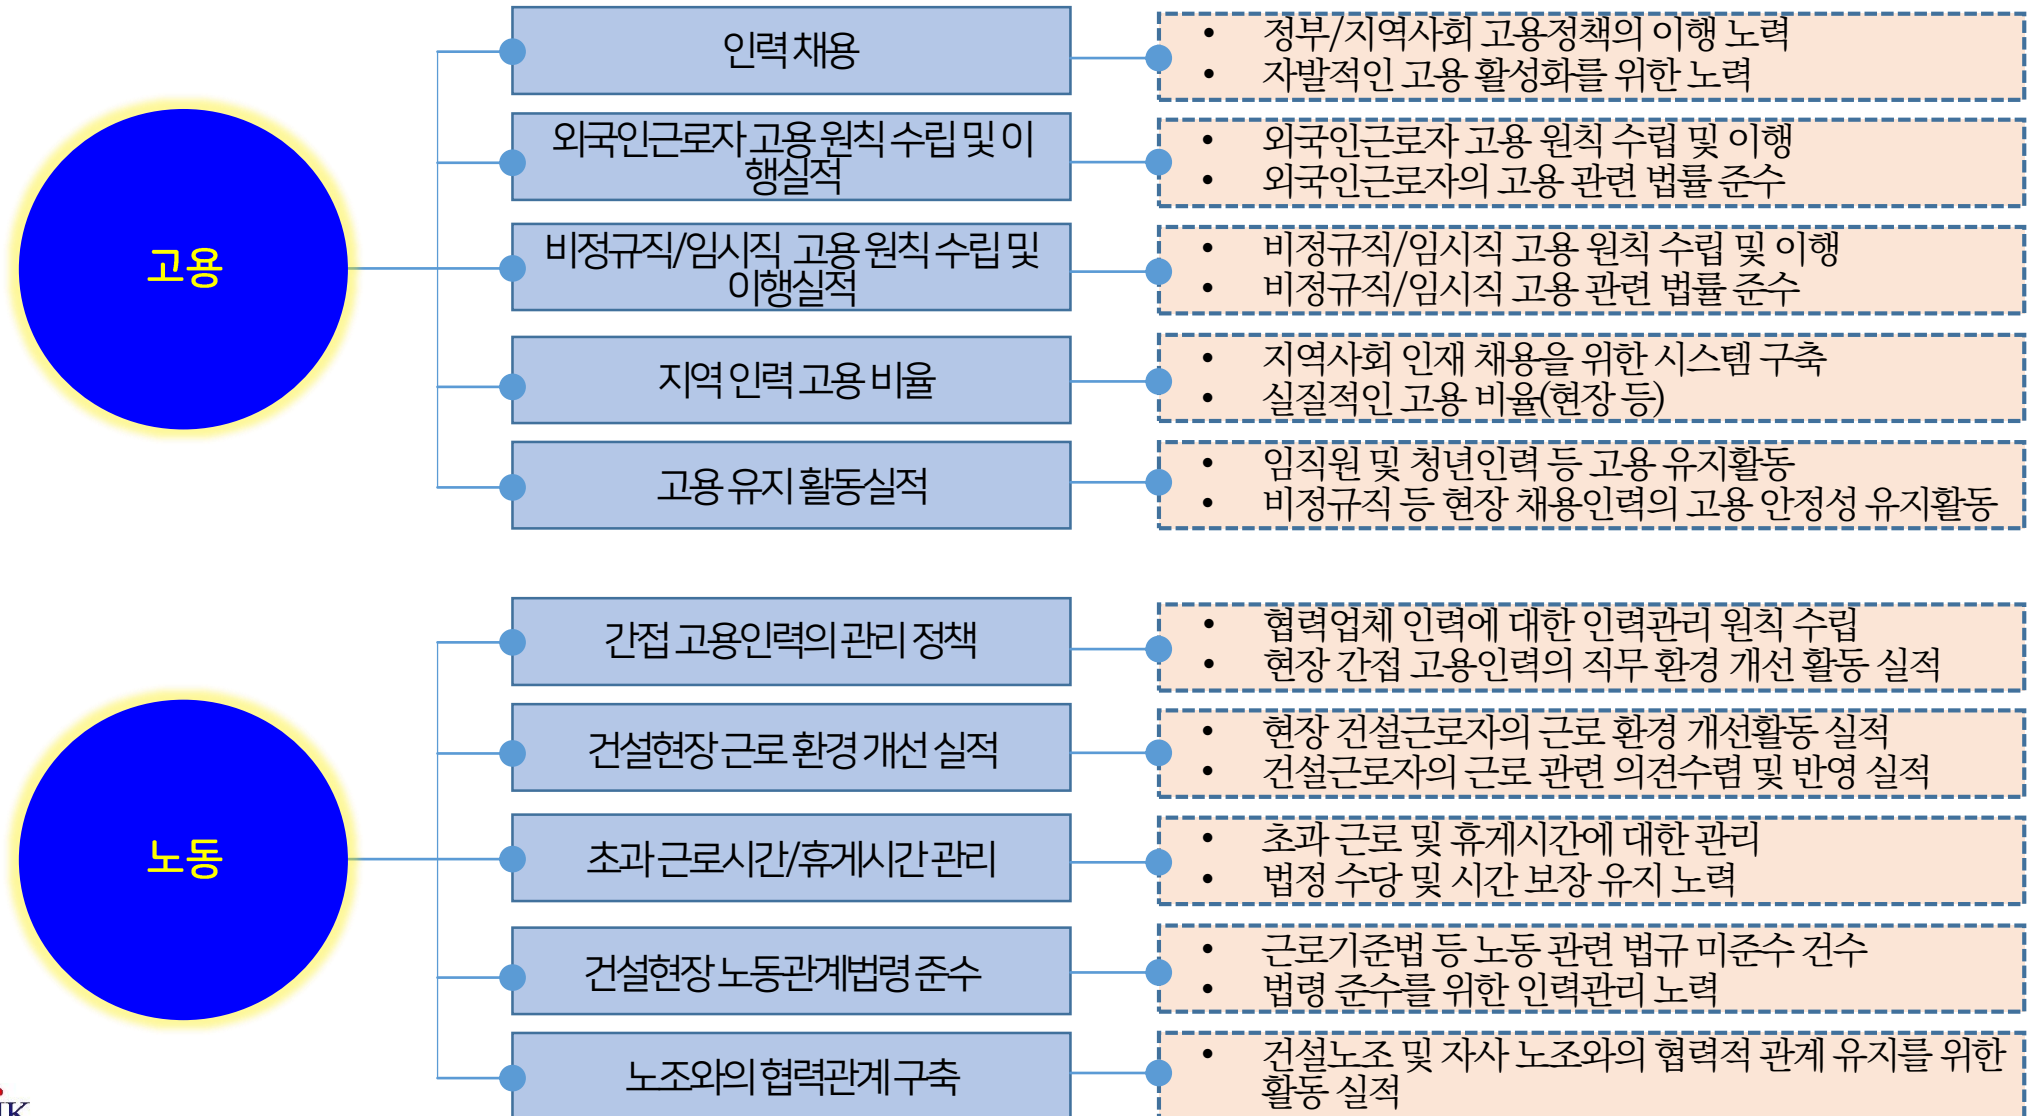 고용
인력 채용
• 정부/지역사회 고용정책의 이행 노력
• 자발적인 고용 활성화를 위한 노력
외국인근로자 고용 원칙 수립 및 이
행실적
• 외국인근로자 고용 원칙 수립 및 이행
• 외국인근로자의 고용 관련 법률 준수
비정규직/임시직 고용 원칙 수립 및
이행실적
• 비정규직/임시직 고용 원칙 수립 및 이행
• 비정규직/임시직 고용 관련 법률 준수
지역 인력 고용 비율
• 지역사회 인재 채용을 위한 시스템 구축
• 실질적인 고용 비율(현장 등)
고용 유지 활동실적
• 임직원 및 청년인력 등 고용 유지활동
• 비정규직 등 현장 채용인력의 고용 안정성 유지활동
노동
간접 고용인력의 관리 정책
• 협력업체 인력에 대한 인력관리 원칙 수립
• 현장 간접 고용인력의 직무 환경 개선 활동 실적
건설현장 근로 환경 개선 실적
• 현장 건설근로자의 근로 환경 개선활동 실적
• 건설근로자의 근로 관련 의견수렴 및 반영 실적
초과 근로시간/휴게시간 관리
• 초과 근로 및 휴게시간에 대한 관리
• 법정 수당 및 시간 보장 유지 노력
건설현장 노동관계법령 준수
• 근로기준법 등 노동 관련 법규 미준수 건수
• 법령 준수를 위한 인력관리 노력
노조와의 협력관계 구축
• 건설노조 및 자사 노조와의 협력적 관계 유지를 위한
활동 실적